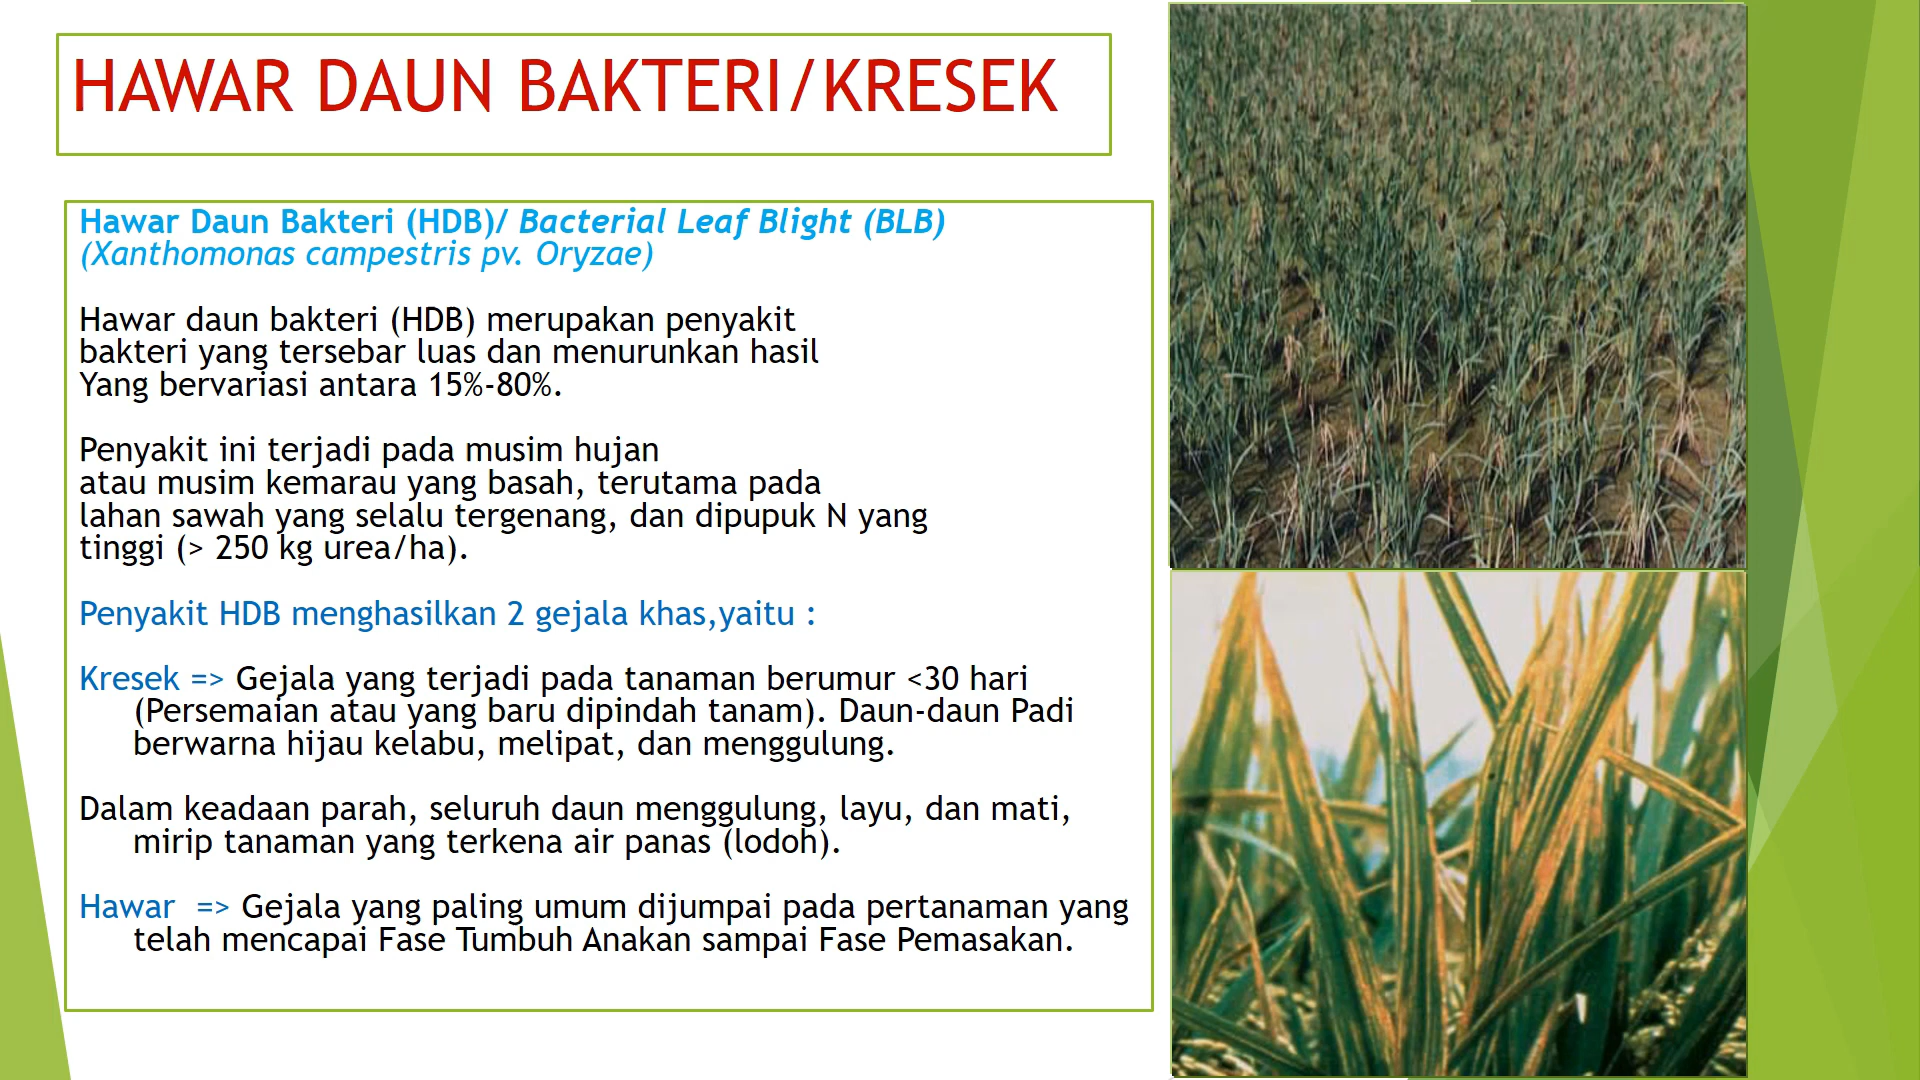 HAWAR DAUN BAKTERI/KRESEK
Hawar Daun Bakteri (HDB)/ Bacterial Leaf Blight (BLB)
(Xanthomonas campestris pv. Oryzae)
Hawar daun bakteri (HDB) merupakan penyakit
bakteri yang tersebar luas dan menurunkan hasil
Yang bervariasi antara 15%-80%.
Penyakit ini terjadi pada musim hujan
atau musim kemarau yang basah, terutama pada
lahan sawah yang selalu tergenang, dan dipupuk N yang
tinggi (> 250 kg urea/ha).
Penyakit HDB menghasilkan 2 gejala khas,yaitu :
Kresek => Gejala yang terjadi pada tanaman berumur <30 hari
(Persemaian atau yang baru dipindah tanam). Daun-daun Padi
berwarna hijau kelabu, melipat, dan menggulung.
Dalam keadaan parah, seluruh daun menggulung, layu, dan mati,
mirip tanaman yang terkena air panas (lodoh).
Hawar => Gejala yang paling umum dijumpai pada pertanaman yang
telah mencapai Fase Tumbuh Anakan sampai Fase Pemasakan.